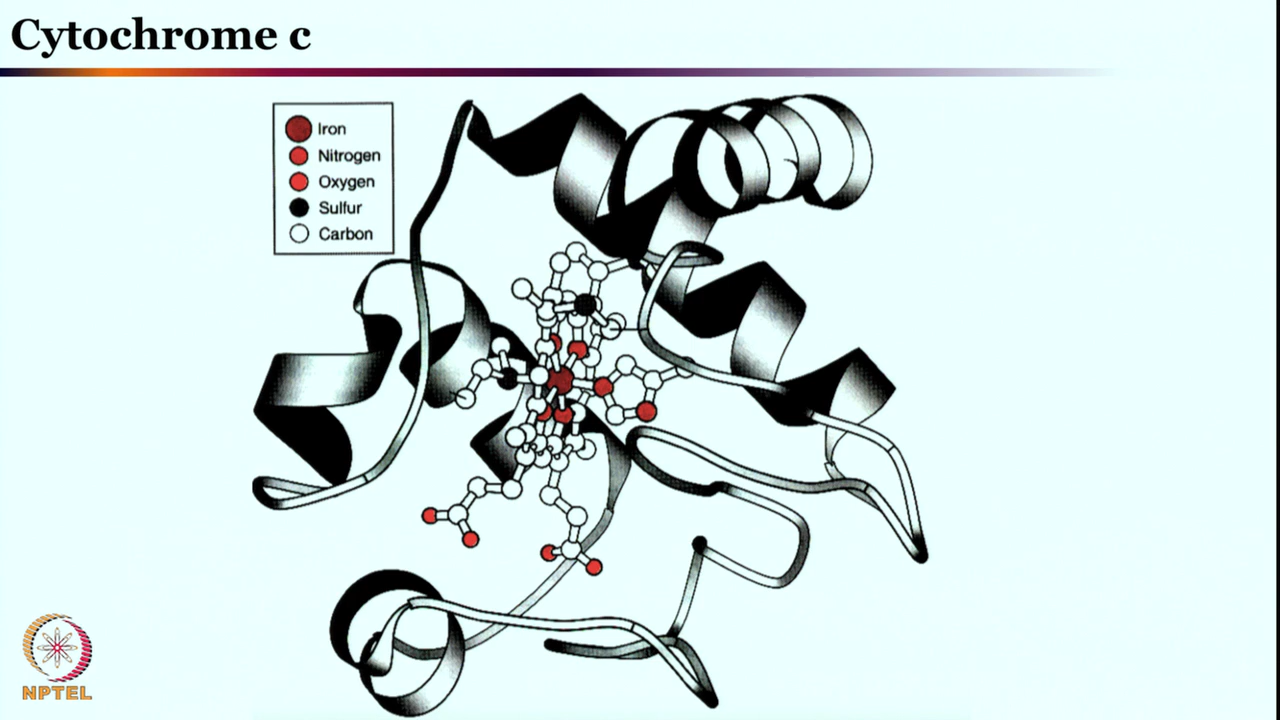 Cytochrome c
Iron
Nitrogen
Oxygen
Sulfur
Carbon
NPTEL